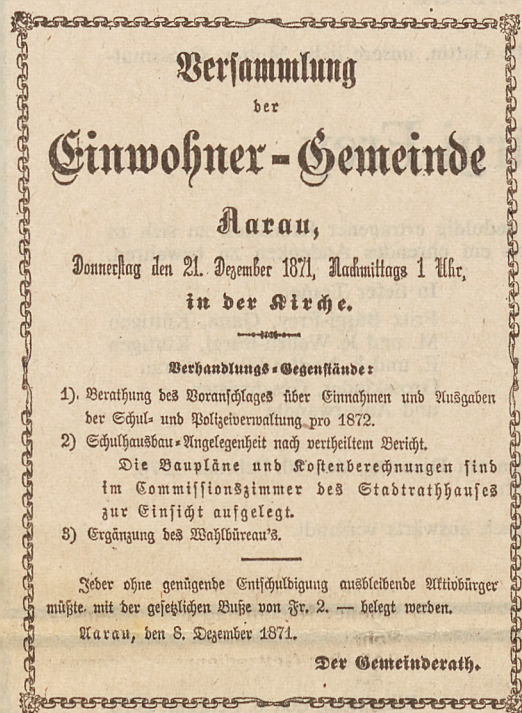 Versammlung
der
Einwohner-Gemeinde
Aarau,
Donnerstag den 21. Dezember 1871, Nachmittags 1 Uhr,
in der Kirche.
Verhandlungs-Gegenstände:
1). Berathung des Voranschlages über Einnahmen und Ausgaben
der Schul- und Polizeiverwaltung pro 1872.
2) Schulhausbau-Angelegenheit nach vertheiltem Bericht.
Die Baupläne und Kostenberechnungen sind
im Commissionszimmer des Stadtrathhauses
zur Einsicht aufgelegt.
3) Ergänzung des Wahlbüreau's.
Jeder ohne genügende Entschuldigung ausbleibende Aktivbürger
müßte mit der gesetzlichen Buße von Fr. 2. — belegt werden.
Aarau, den 8. Dezember 1871.
Der Gemeinderath.